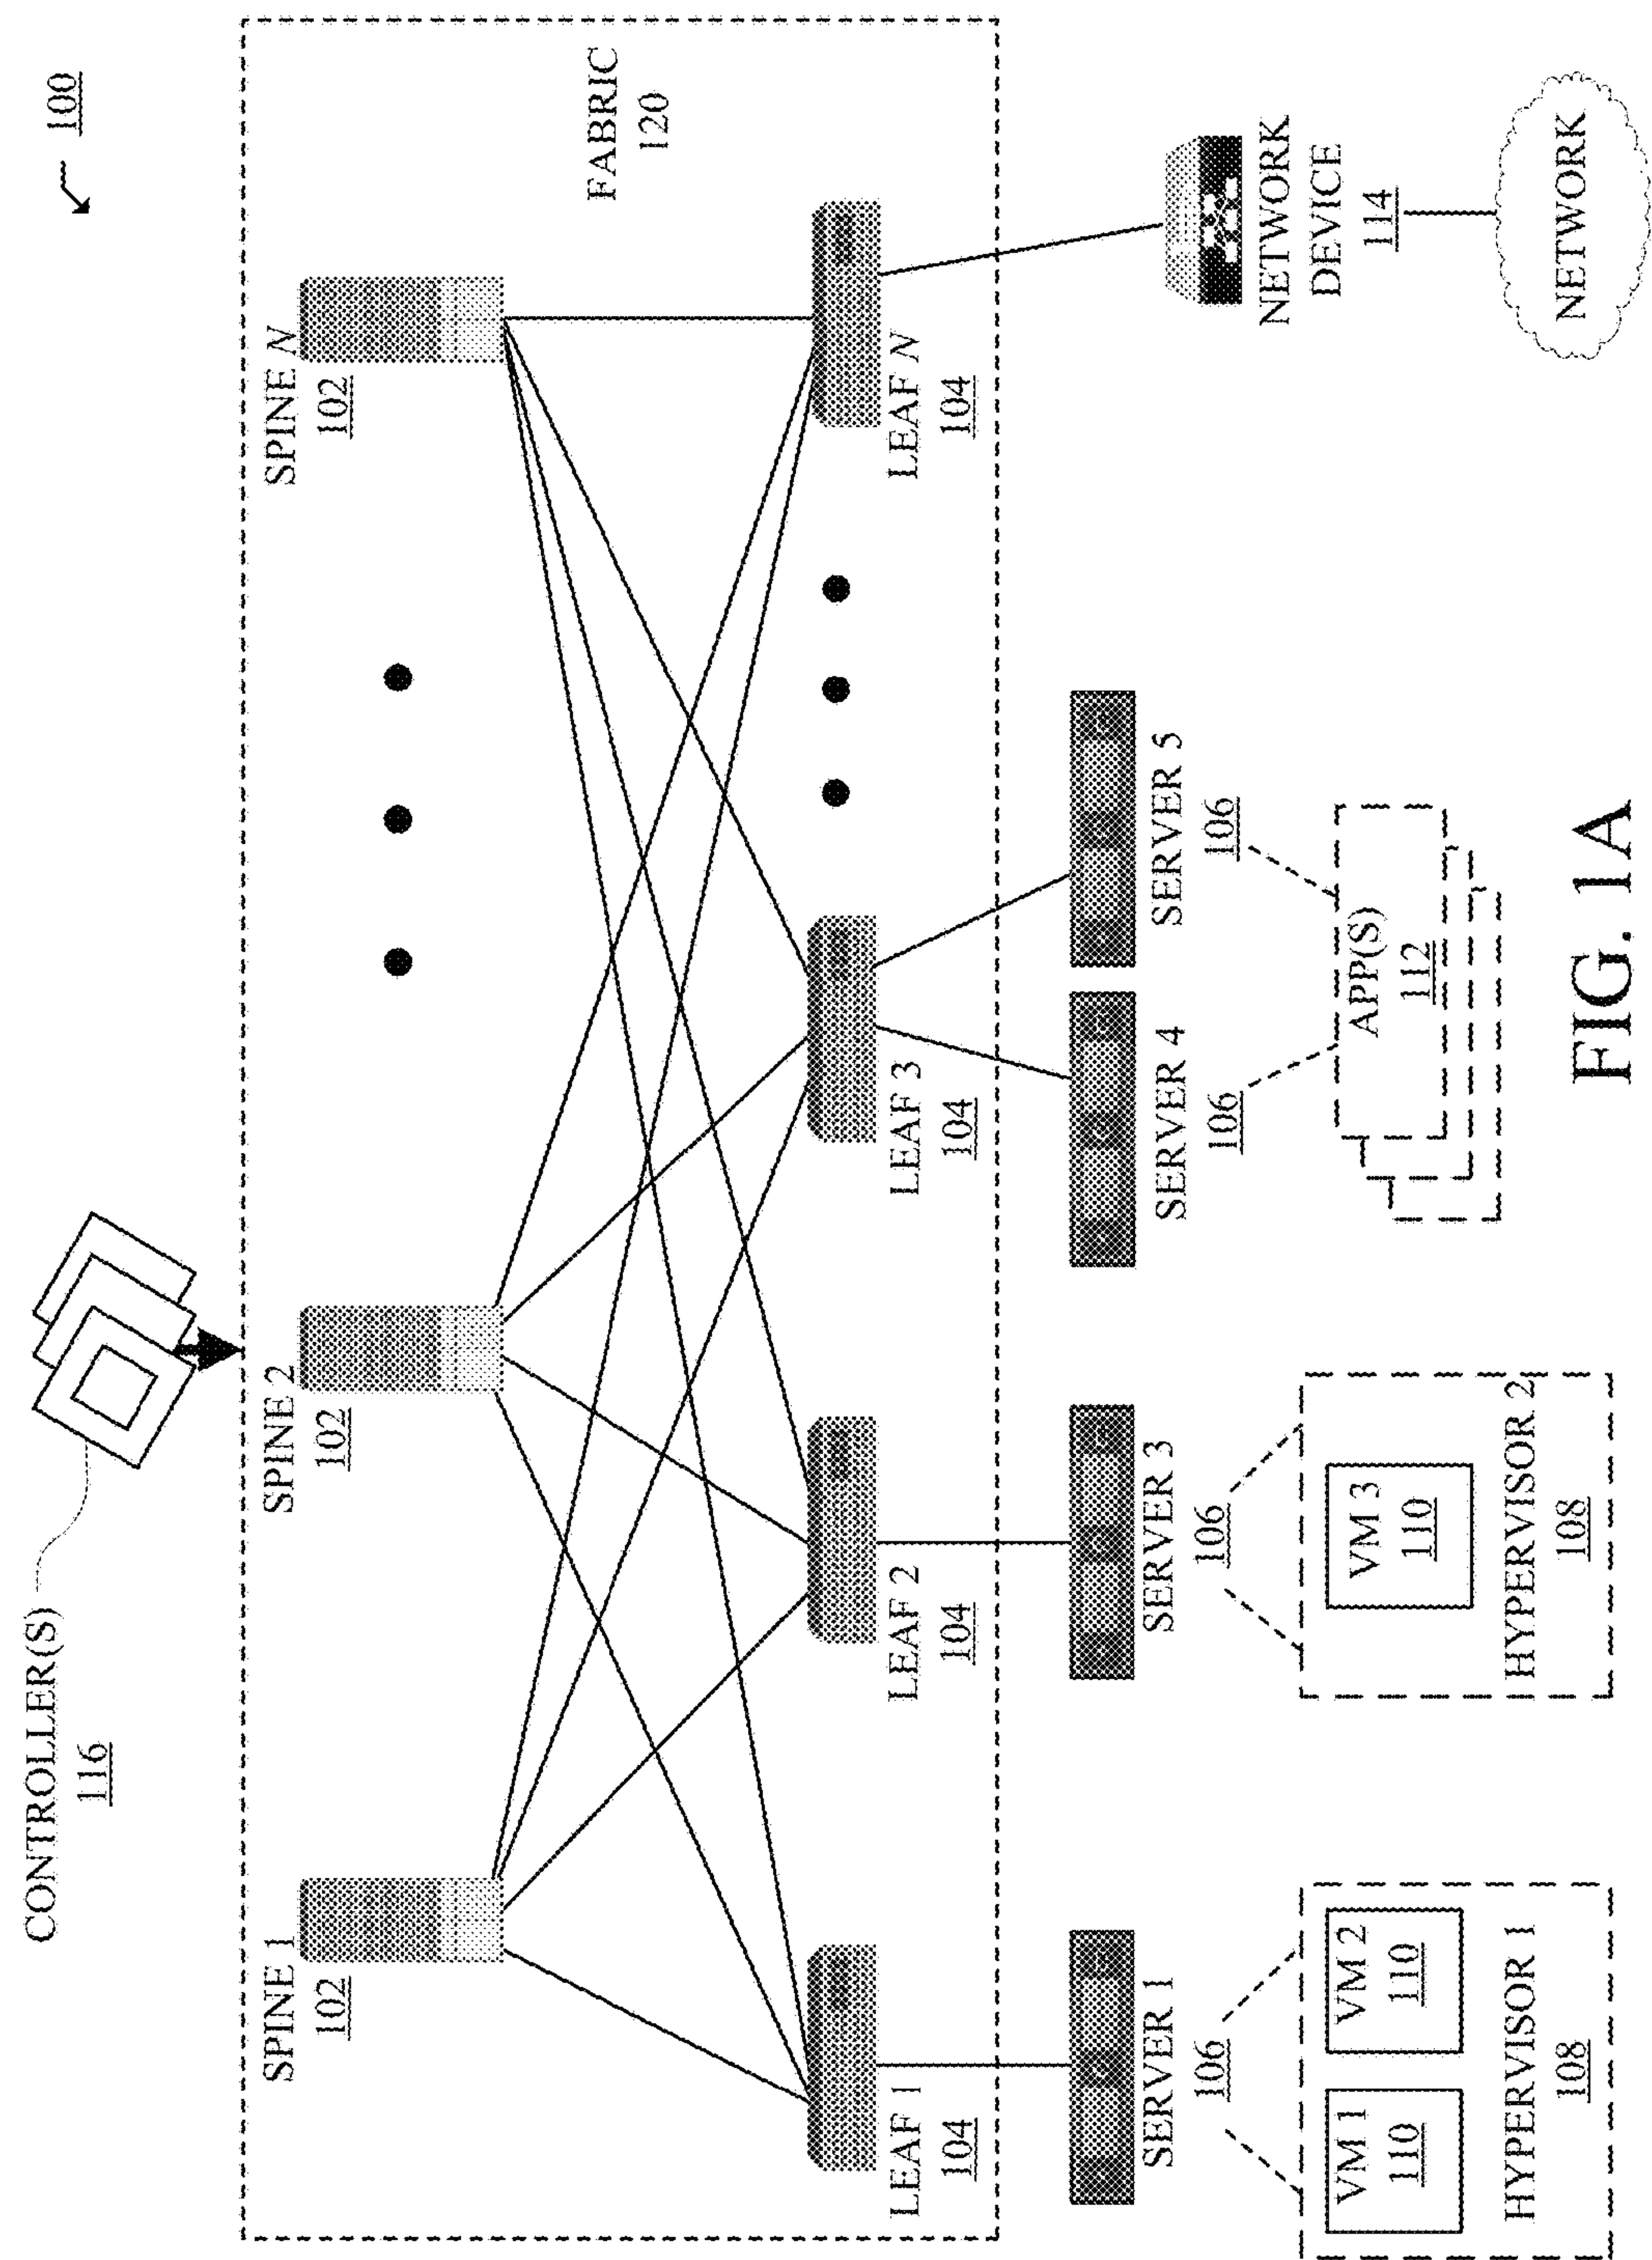 100
CONTROLLER(S)
116
SPINE 1
102
SPINE 2
102
SPINE N
102
FABRIC
120
LEAF 1
104
LEAF 2
104
LEAF 3
104
LEAF N
104
SERVER 1
106
SERVER 3
106
SERVER 4
106
SERVER 5
106
NETWORK
DEVICE
114
VM 1
110
VM 2
110
HYPERVISOR 1
108
VM 3
110
HYPERVISOR 2
108
APP(S)
112
NETWORK
FIG. 1A